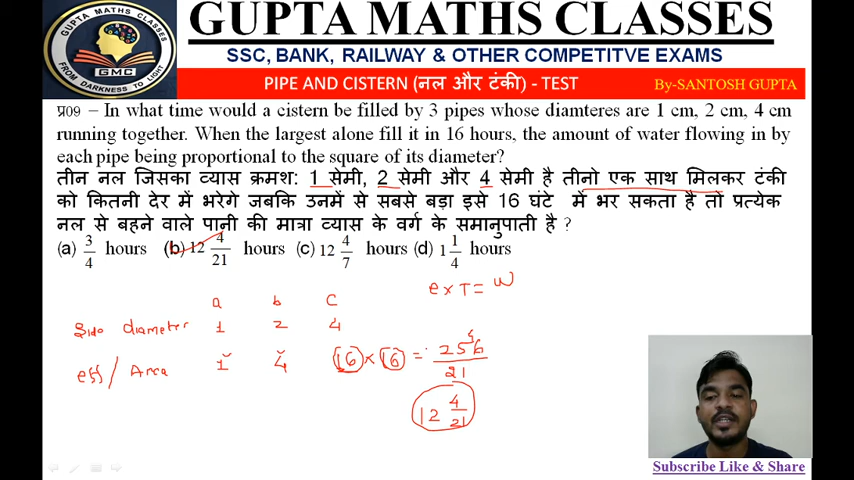 GUPTA MATHS CLASSES
GUPTA MATHS CLASSES
GMC
FROM DARKNESS TO LIGHT
SSC, BANK, RAILWAY & OTHER COMPETITVE EXAMS
PIPE AND CISTERN (नल और टंकी) - TEST
By-SANTOSH GUPTA
प्र09 – In what time would a cistern be filled by 3 pipes whose diamteres are 1 cm, 2 cm, 4 cm
running together. When the largest alone fill it in 16 hours, the amount of water flowing in by
each pipe being proportional to the square of its diameter?
तीन नल जिसका व्यास क्रमश: 1 सेमी, 2 सेमी और 4 सेमी है तीनो एक साथ मिलकर टंकी
को कितनी देर में भरेगे जबकि उनमें से सबसे बड़ा इसे 16 घंटे में भर सकता है तो प्रत्येक
नल से बहने वाले पानी की मात्रा व्यास के वर्ग के समानुपाती है ?
(a) 3/4 hours (b) 12 4/21 hours (c) 12 4/7 hours (d) 1 1/4 hours
e × T = W
a b c
diameter 1 2 4
eff / Area 1 4 16 × 16 = 256/21
12 4/21
Subscribe Like & Share